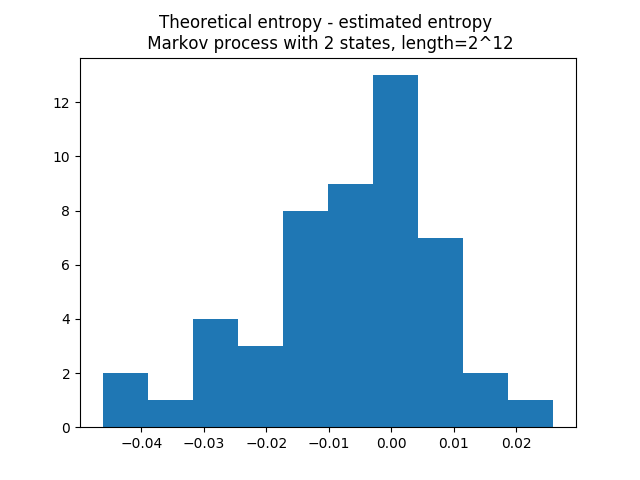 Theoretical entropy - estimated entropy
Markov process with 2 states, length=2^12
12
10
8
6
4
2
0
−0.04 −0.03 −0.02 −0.01 0.00 0.01 0.02